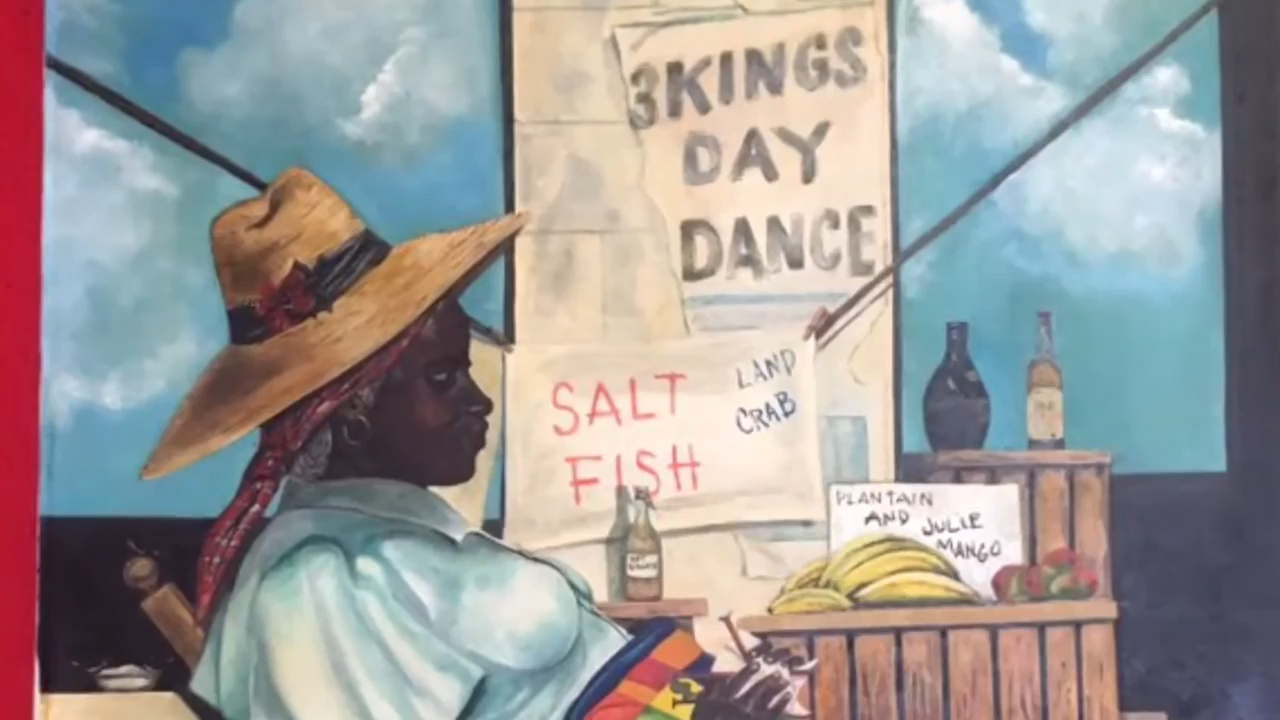 3KINGS
DAY
DANCE
SALT
FISH
LAND
CRAB
PLANTAIN
AND JULIE
MANGO